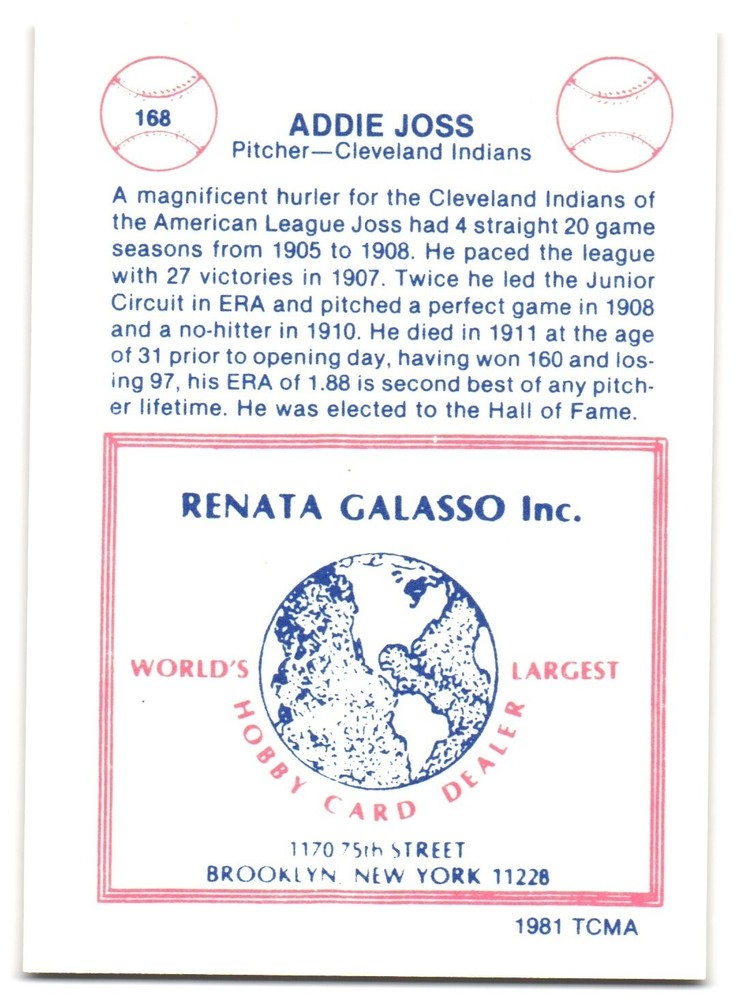 168
ADDIE JOSS
Pitcher—Cleveland Indians
A magnificent hurler for the Cleveland Indians of
the American League Joss had 4 straight 20 game
seasons from 1905 to 1908. He paced the league
with 27 victories in 1907. Twice he led the Junior
Circuit in ERA and pitched a perfect game in 1908
and a no-hitter in 1910. He died in 1911 at the age
of 31 prior to opening day, having won 160 and los-
ing 97, his ERA of 1.88 is second best of any pitch-
er lifetime. He was elected to the Hall of Fame.
RENATA GALASSO Inc.
WORLD'S LARGEST
HOBBY CARD DEALER
1170 75th STREET
BROOKLYN, NEW YORK 11228
1981 TCMA